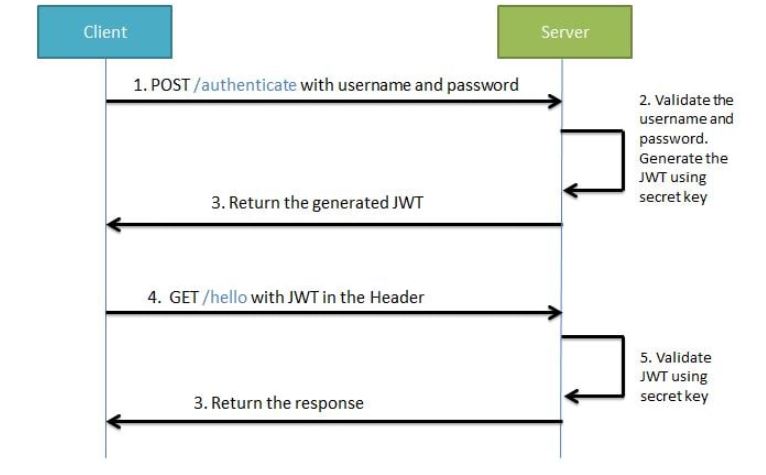 Client
Server
1. POST /authenticate with username and password
2. Validate the
username and
password.
Generate the
JWT using
secret key
3. Return the generated JWT
4. GET /hello with JWT in the Header
5. Validate
JWT using
secret key
3. Return the response